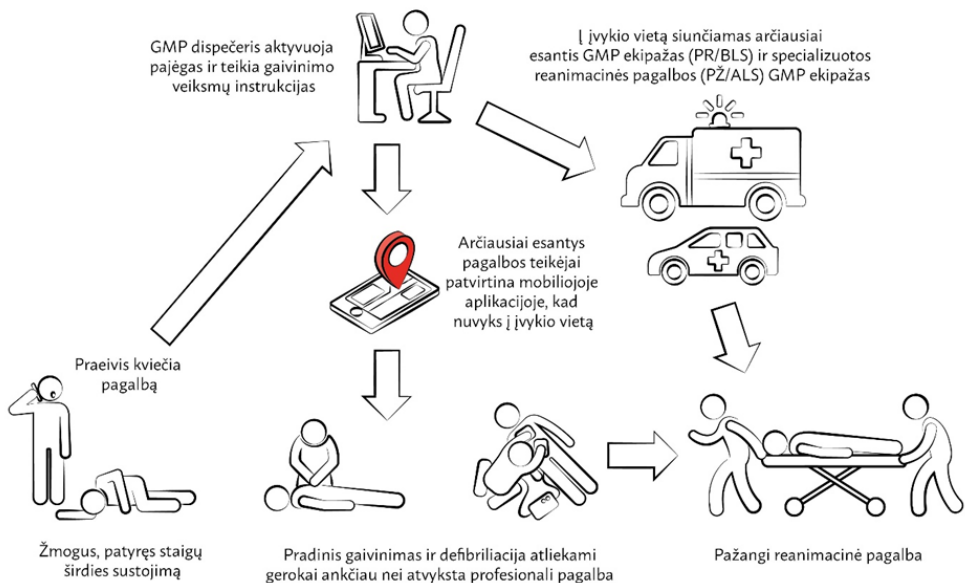 GMP dispečeris aktyvuoja
pajėgas ir teikia gaivinimo
veiksmų instrukcijas
Į įvykio vietą siunčiamas arčiausiai
esantis GMP ekipažas (PR/BLS) ir specializuotos
reanimacinės pagalbos (PŽ/ALS) GMP ekipažas
Arčiausiai esantys
pagalbos teikėjai
patvirtina mobiliojoje
aplikacijoje, kad
nuvyks į įvykio vietą
Praeivis kviečia
pagalbą
Žmogus, patyręs staigų
širdies sustojimą
Pradinis gaivinimas ir defibriliacija atliekami
gerokai ankčiau nei atvyksta profesionali pagalba
Pažangi reanimacinė pagalba